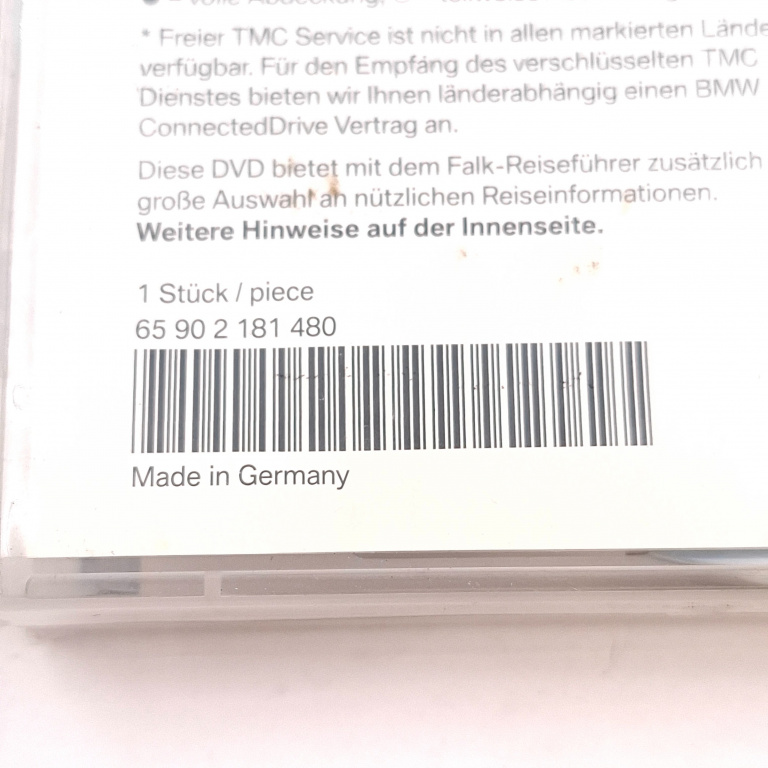 * Freier TMC Service ist nicht in allen markierten Lände
verfügbar. Für den Empfang des verschlüsselten TMC
Dienstes bieten wir Ihnen länderabhängig einen BMW
ConnectedDrive Vertrag an.
Diese DVD bietet mit dem Falk-Reiseführer zusätzlich
große Auswahl an nützlichen Reiseinformationen.
Weitere Hinweise auf der Innenseite.
1 Stück / piece
65 90 2 181 480
Made in Germany